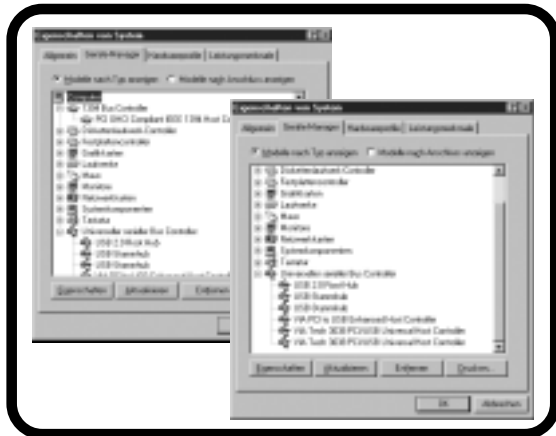 Eigenschaften von System
Allgemein Geräte-Manager Hardwareprofile Leistungsmerkmale
Modelle nach Typ anzeigen Modelle nach Anschluss anzeigen
Computer
1394 Bus Controller
PCI OHCI Compliant IEEE 1394 Host C
Diskettenlaufwerk-Controller
Festplattencontroller
Grafikkarten
Laufwerke
Maus
Monitore
Netzwerkkarten
Systemkomponenten
Tastatur
Universeller serieller Bus Controller
USB 2.0 Root Hub
USB Stammhub
USB Stammhub
Eigenschaften Aktualisieren Entfernen
Eigenschaften von System
Allgemein Geräte-Manager Hardwareprofile Leistungsmerkmale
Modelle nach Typ anzeigen Modelle nach Anschluss anzeigen
Diskettenlaufwerk-Controller
Festplattencontroller
Grafikkarten
Laufwerke
Maus
Monitore
Netzwerkkarten
Systemkomponenten
Tastatur
Universeller serieller Bus Controller
USB 2.0 Root Hub
USB Stammhub
USB Stammhub
VIA PCI to USB Enhanced Host Controller
VIA Tech 3038 PCI USB Universal Host Controller
VIA Tech 3038 PCI USB Universal Host Controller
Eigenschaften Aktualisieren Entfernen Drucken...
OK Abbrechen